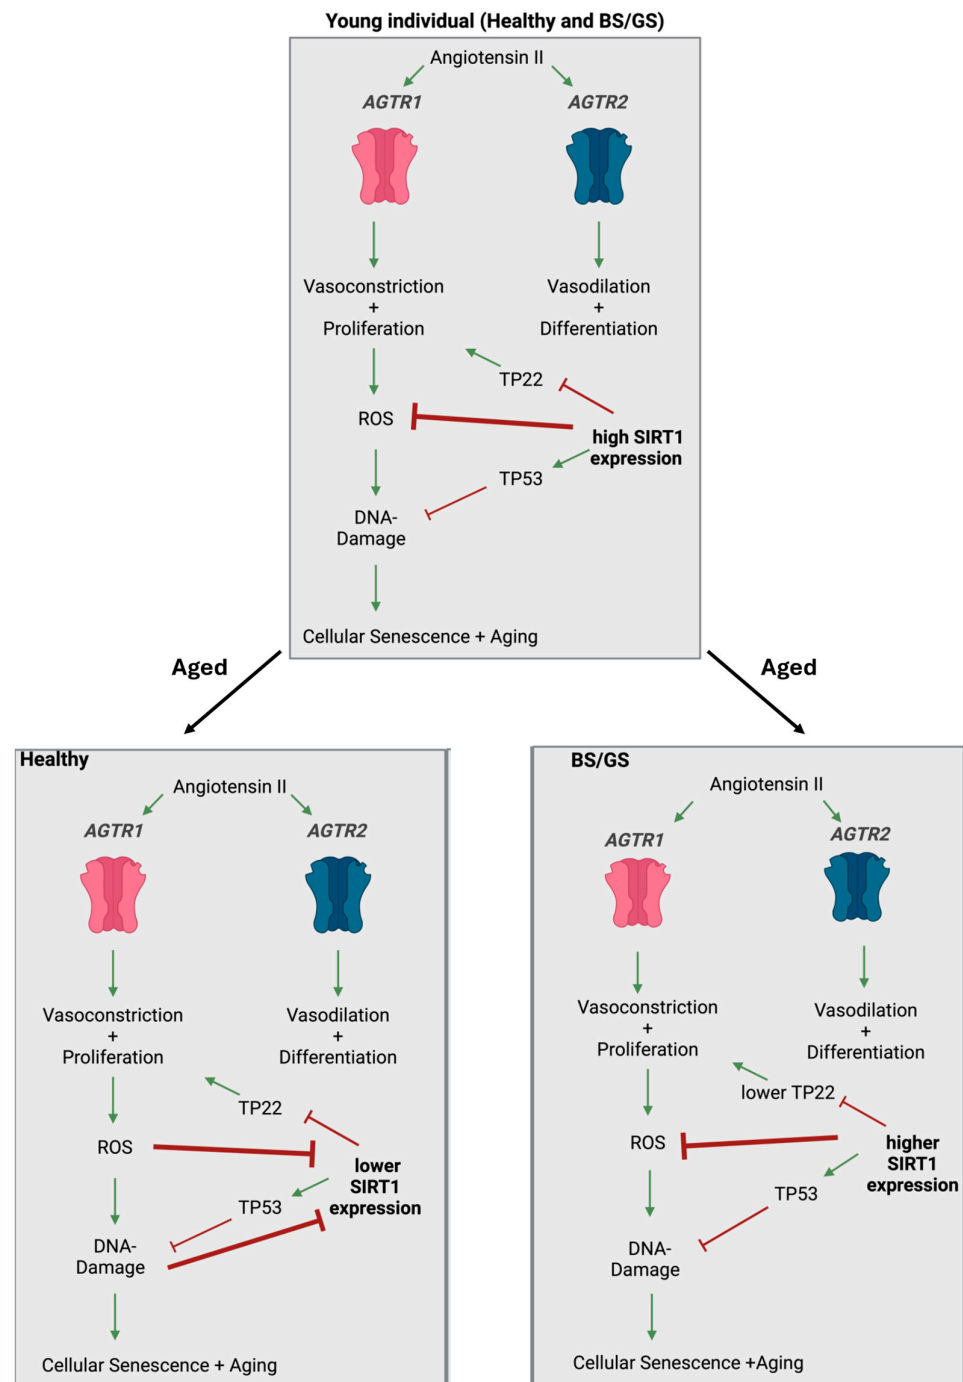 Young individual (Healthy and BS/GS)
Angiotensin II
AGTR1
AGTR2
Vasoconstriction
+
Proliferation
Vasodilation
+
Differentiation
TP22
ROS
high SIRT1
expression
TP53
DNA-
Damage
Cellular Senescence + Aging
Aged
Aged
Healthy
Angiotensin II
AGTR1
AGTR2
Vasoconstriction
+
Proliferation
Vasodilation
+
Differentiation
TP22
ROS
lower
SIRT1
expression
TP53
DNA-
Damage
Cellular Senescence + Aging
BS/GS
Angiotensin II
AGTR1
AGTR2
Vasoconstriction
+
Proliferation
Vasodilation
+
Differentiation
lower TP22
ROS
higher
SIRT1
expression
TP53
DNA-
Damage
Cellular Senescence +Aging